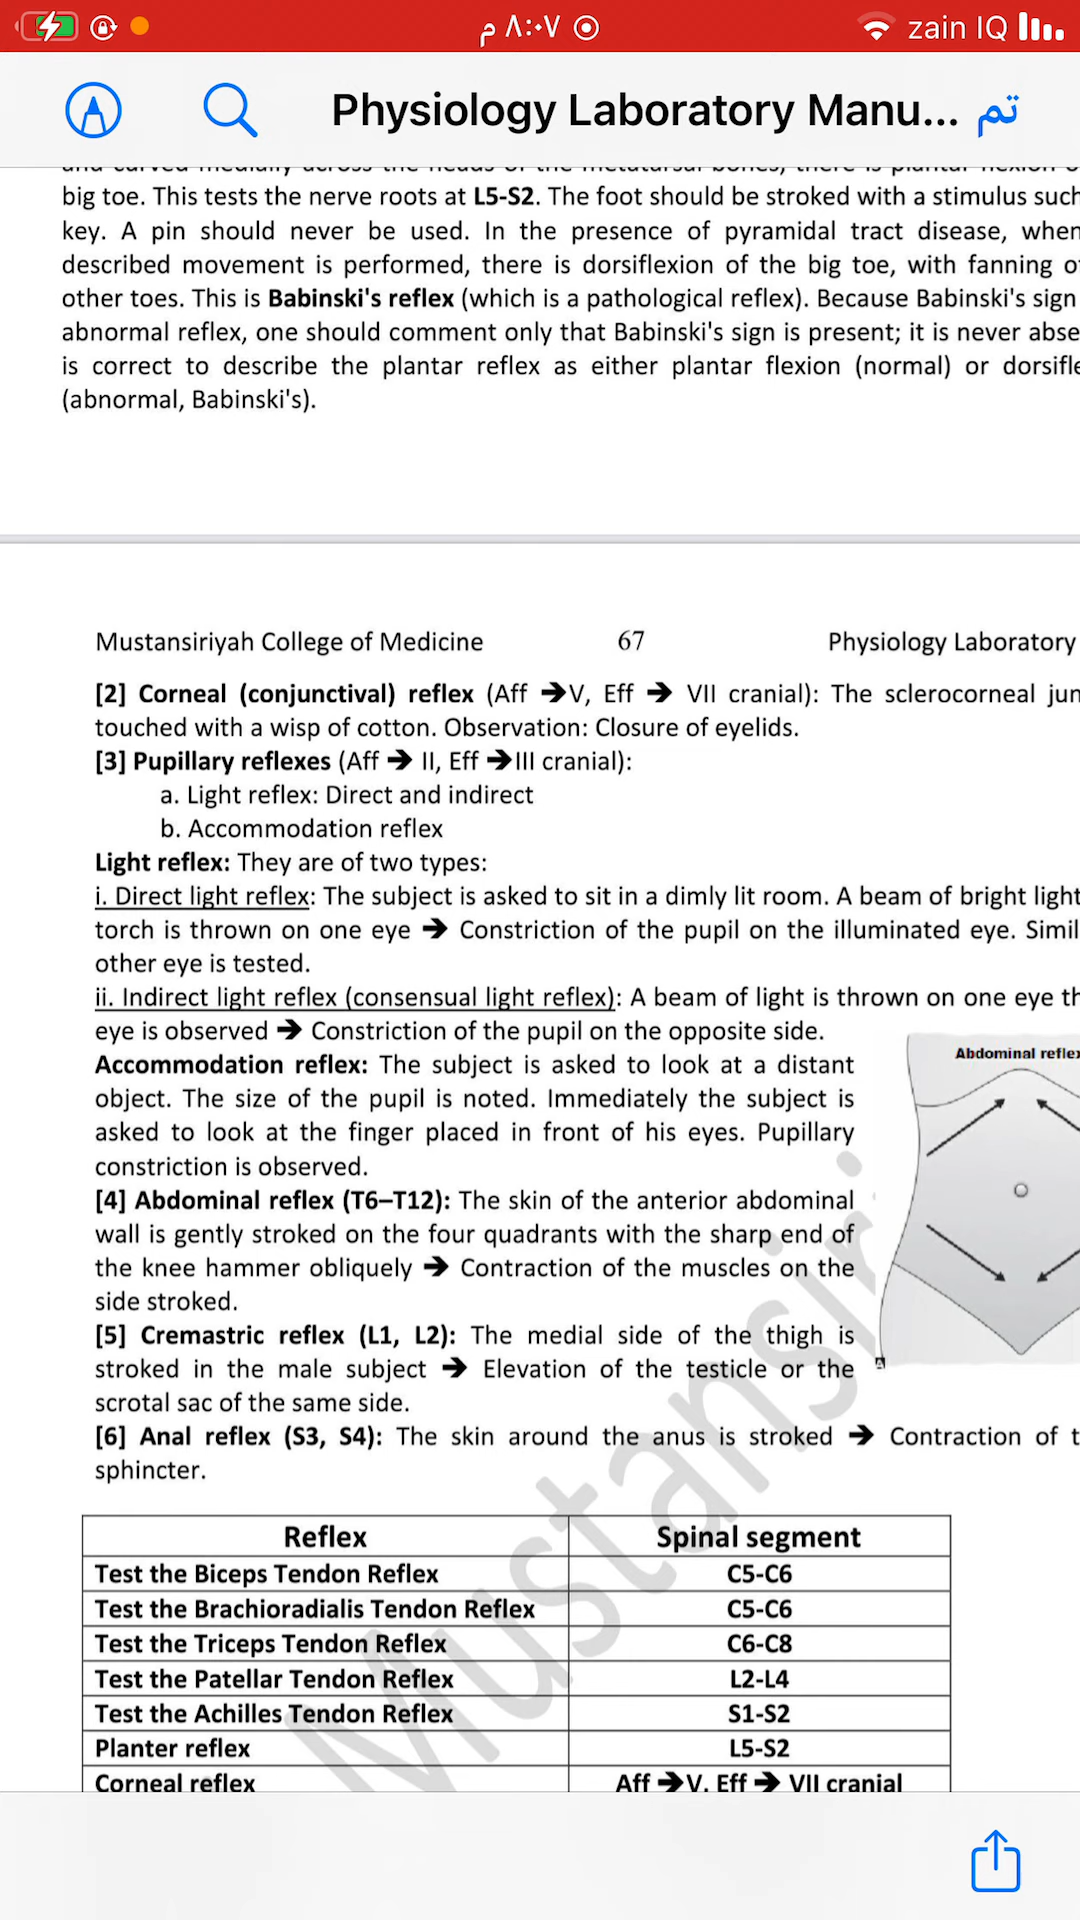 م ٨:٠٧
zain IQ
Physiology Laboratory Manu...
تم
big toe. This tests the nerve roots at L5-S2. The foot should be stroked with a stimulus such
key. A pin should never be used. In the presence of pyramidal tract disease, when
described movement is performed, there is dorsiflexion of the big toe, with fanning
other toes. This is Babinski's reflex (which is a pathological reflex). Because Babinski's sign
abnormal reflex, one should comment only that Babinski's sign is present; it is never abse
is correct to describe the plantar reflex as either plantar flexion (normal) or dorsifle
(abnormal, Babinski's).
Mustansiriyah College of Medicine 67 Physiology Laboratory
[2] Corneal (conjunctival) reflex (Aff ➔V, Eff ➔ VII cranial): The sclerocorneal jun
touched with a wisp of cotton. Observation: Closure of eyelids.
[3] Pupillary reflexes (Aff ➔ II, Eff ➔III cranial):
a. Light reflex: Direct and indirect
b. Accommodation reflex
Light reflex: They are of two types:
i. Direct light reflex: The subject is asked to sit in a dimly lit room. A beam of bright light
torch is thrown on one eye ➔ Constriction of the pupil on the illuminated eye. Simil
other eye is tested.
ii. Indirect light reflex (consensual light reflex): A beam of light is thrown on one eye th
eye is observed ➔ Constriction of the pupil on the opposite side.
Accommodation reflex: The subject is asked to look at a distant
object. The size of the pupil is noted. Immediately the subject is
asked to look at the finger placed in front of his eyes. Pupillary
constriction is observed.
[4] Abdominal reflex (T6–T12): The skin of the anterior abdominal
wall is gently stroked on the four quadrants with the sharp end of
the knee hammer obliquely ➔ Contraction of the muscles on the
side stroked.
[5] Cremastric reflex (L1, L2): The medial side of the thigh is
stroked in the male subject ➔ Elevation of the testicle or the
scrotal sac of the same side.
[6] Anal reflex (S3, S4): The skin around the anus is stroked ➔ Contraction of t
sphincter.
Abdominal reflex
A
Mustansiri
Reflex Spinal segment
Test the Biceps Tendon Reflex C5-C6
Test the Brachioradialis Tendon Reflex C5-C6
Test the Triceps Tendon Reflex C6-C8
Test the Patellar Tendon Reflex L2-L4
Test the Achilles Tendon Reflex S1-S2
Planter reflex L5-S2
Corneal reflex Aff ➔V, Eff ➔ VII cranial